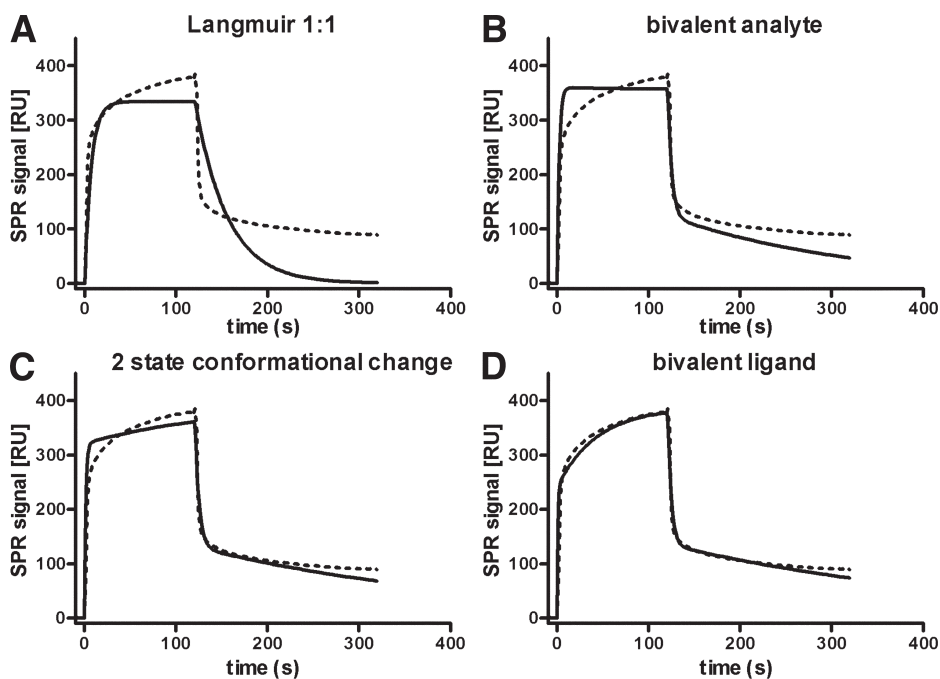 A
Langmuir 1:1
SPR signal [RU]
400
300
200
100
0
0 100 200 300 400
time (s)
B
bivalent analyte
SPR signal [RU]
400
300
200
100
0
0 100 200 300 400
time (s)
C
2 state conformational change
SPR signal [RU]
400
300
200
100
0
0 100 200 300 400
time (s)
D
bivalent ligand
SPR signal [RU]
400
300
200
100
0
0 100 200 300 400
time (s)